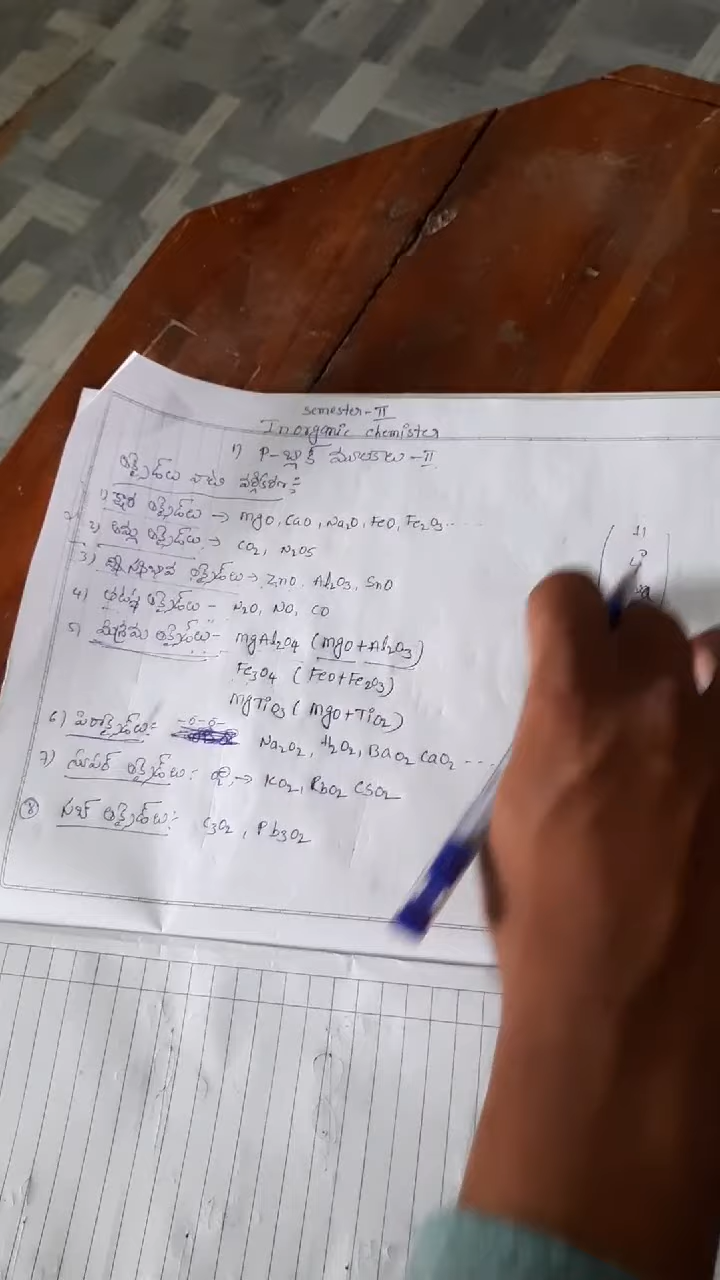 semester-II
Inorganic chemister
1) P-బ్లాక్ మూలకాలు -II
ఆక్సైడ్‌లు వాటి వర్గీకరణ :-
1) క్షార ఆక్సైడ్‌లు → MgO, CaO, Na2O, FeO, Fe2O3.....
2) ఆమ్ల ఆక్సైడ్‌లు → CO2, N2O5
3) ద్విస్వభావ ఆక్సైడ్‌లు → ZnO, Al2O3, SnO
4) తటస్థ ఆక్సైడ్‌లు - N2O, NO, CO
5) మిశ్రమ ఆక్సైడ్‌లు - MgAl2O4 (MgO+Al2O3)
Fe3O4 (FeO+Fe2O3)
MgTiO3 (MgO+TiO2)
6) పెరాక్సైడ్‌లు: -O-O- Na2O2, H2O2, BaO2 CaO2 ....
7) సూపర్ ఆక్సైడ్‌లు: → KO2, RbO2 CsO2
8) సబ్ ఆక్సైడ్‌లు:- C3O2, Pb3O2